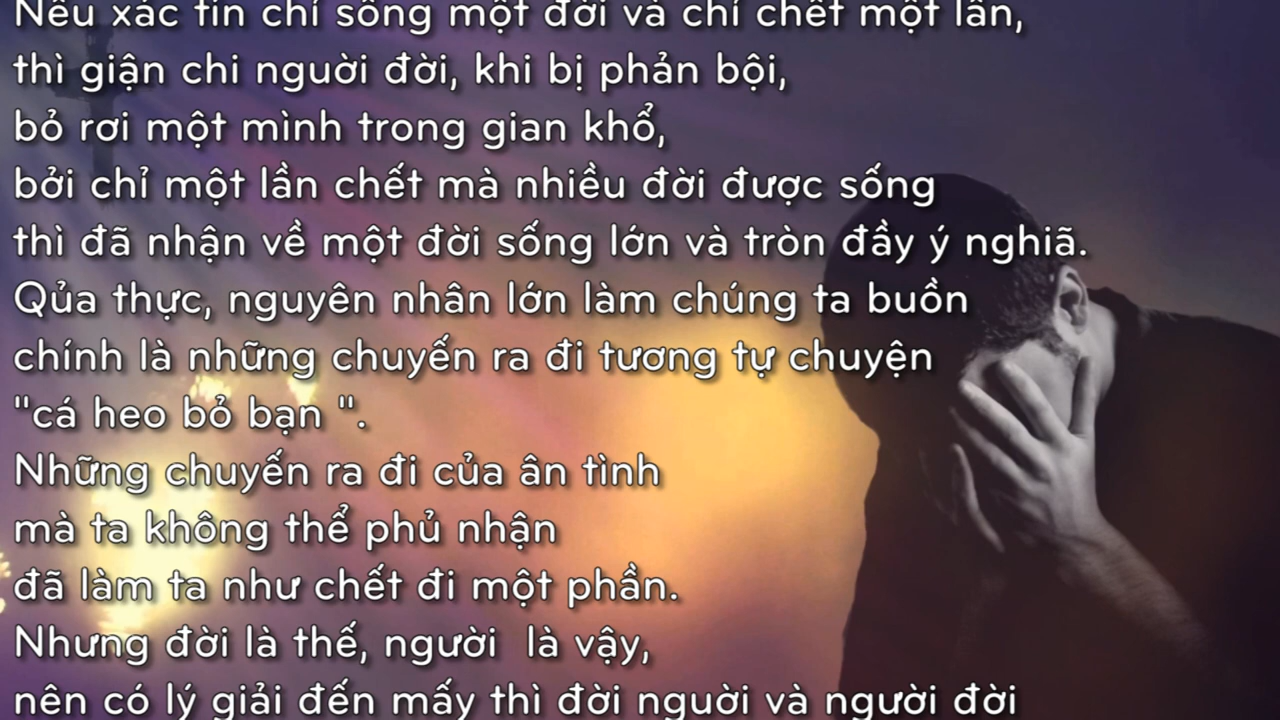 Nếu xác tín chỉ sống một đời và chỉ chết một lần,
thì giận chi nguời đời, khi bị phản bội,
bỏ rơi một mình trong gian khổ,
bởi chỉ một lần chết mà nhiều đời được sống
thì đã nhận về một đời sống lớn và tròn đầy ý nghiã.
Qủa thực, nguyên nhân lớn làm chúng ta buồn
chính là những chuyến ra đi tương tự chuyện
"cá heo bỏ bạn ".
Những chuyến ra đi của ân tình
mà ta không thể phủ nhận
đã làm ta như chết đi một phần.
Nhưng đời là thế, người  là vậy,
nên có lý giải đến mấy thì đời nguời và người đời